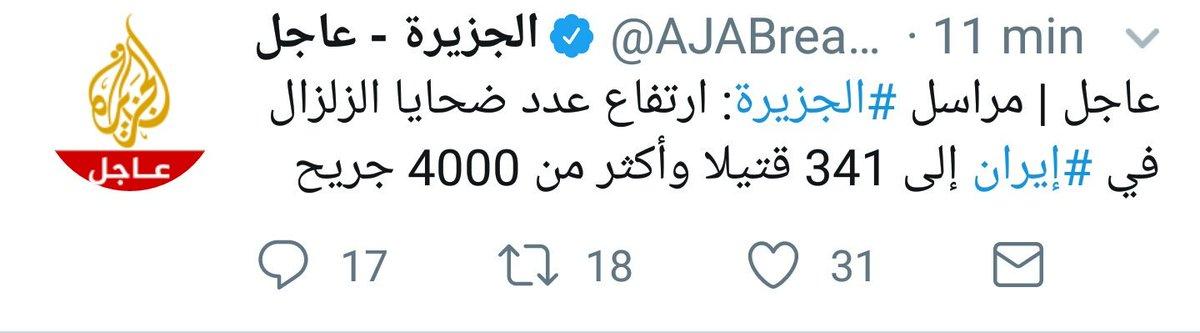 الجزيرة - عاجل @AJABrea... · 11 min
عاجل | مراسل #الجزيرة: ارتفاع عدد ضحايا الزلزال
في #إيران إلى 341 قتيلا وأكثر من 4000 جريح
17 18 31
الجزيرة
عاجل